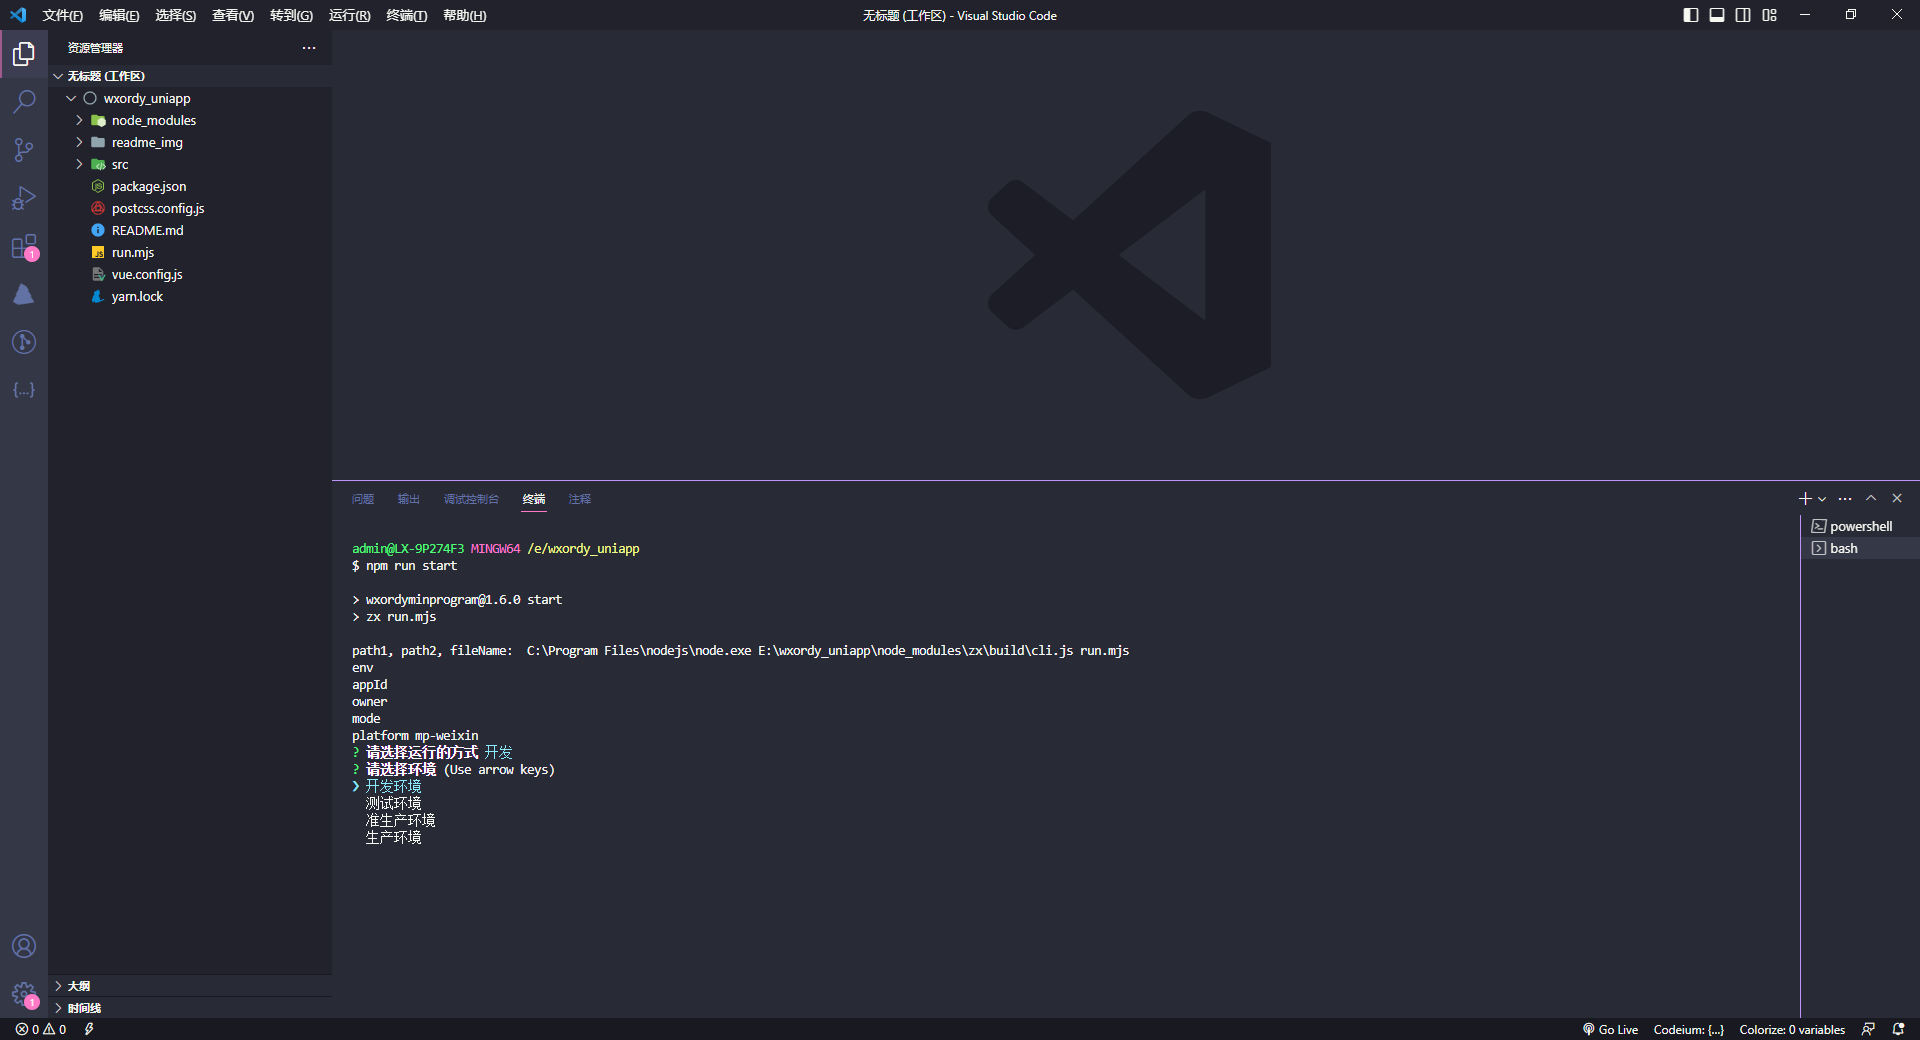 文件(F) 编辑(E) 选择(S) 查看(V) 转到(G) 运行(R) 终端(T) 帮助(H)
无标题 (工作区) - Visual Studio Code
资源管理器
无标题 (工作区)
wxordy_uniapp
node_modules
readme_img
src
package.json
postcss.config.js
README.md
run.mjs
vue.config.js
yarn.lock
1
问题 输出 调试控制台 终端 注释
powershell
bash
admin@LX-9P274F3 MINGW64 /e/wxordy_uniapp
$ npm run start
> wxordyminprogram@1.6.0 start
> zx run.mjs
path1, path2, fileName:  C:\Program Files\nodejs\node.exe E:\wxordy_uniapp\node_modules\zx\build\cli.js run.mjs
env
appId
owner
mode
platform mp-weixin
? 请选择运行的方式 开发
? 请选择环境 (Use arrow keys)
❯ 开发环境
测试环境
准生产环境
生产环境
大纲
1
时间线
0 0
Go Live Codeium: {...} Colorize: 0 variables